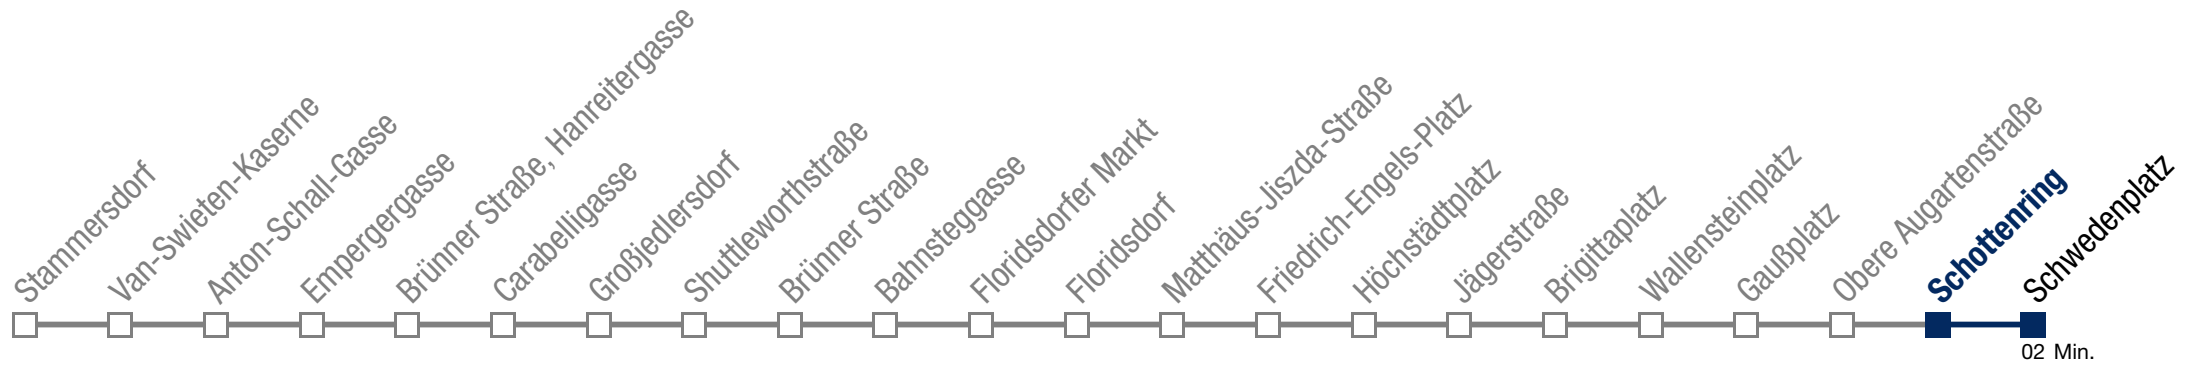 Stammersdorf
Van-Swieten-Kaserne
Anton-Schall-Gasse
Empergergasse
Brünner Straße, Hanreitergasse
Carabelligasse
Großjedlersdorf
Shuttleworthstraße
Brünner Straße
Bahnsteggasse
Floridsdorfer Markt
Floridsdorf
Matthäus-Jiszda-Straße
Friedrich-Engels-Platz
Höchstädtplatz
Jägerstraße
Brigittaplatz
Wallensteinplatz
Gaußplatz
Obere Augartenstraße
Schottenring
Schwedenplatz
02 Min.